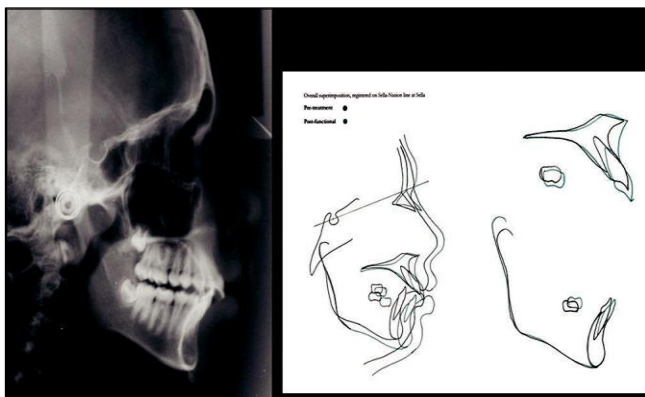 Overall superimposition, registered on Sella-Nasion line at Sella
Pre-treatment
Post-functional